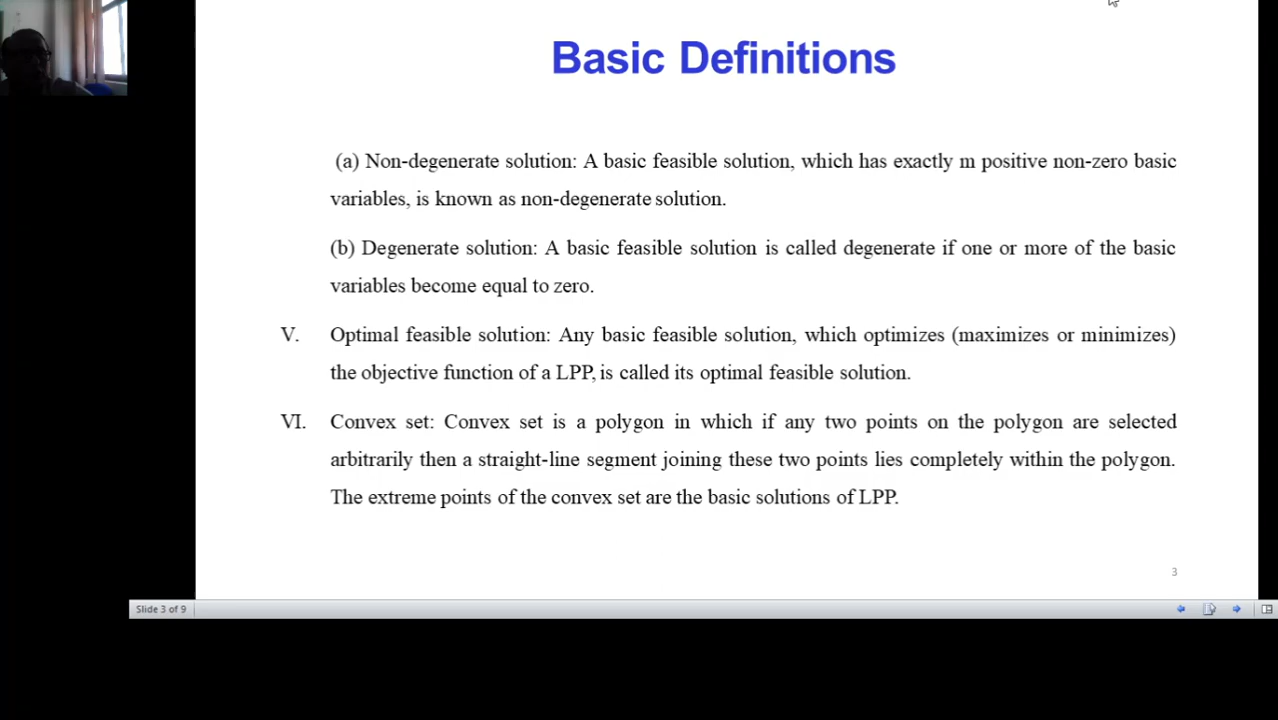 Basic Definitions
(a) Non-degenerate solution: A basic feasible solution, which has exactly m positive non-zero basic
variables, is known as non-degenerate solution.
(b) Degenerate solution: A basic feasible solution is called degenerate if one or more of the basic
variables become equal to zero.
V. Optimal feasible solution: Any basic feasible solution, which optimizes (maximizes or minimizes)
the objective function of a LPP, is called its optimal feasible solution.
VI. Convex set: Convex set is a polygon in which if any two points on the polygon are selected
arbitrarily then a straight-line segment joining these two points lies completely within the polygon.
The extreme points of the convex set are the basic solutions of LPP.
3
Slide 3 of 9